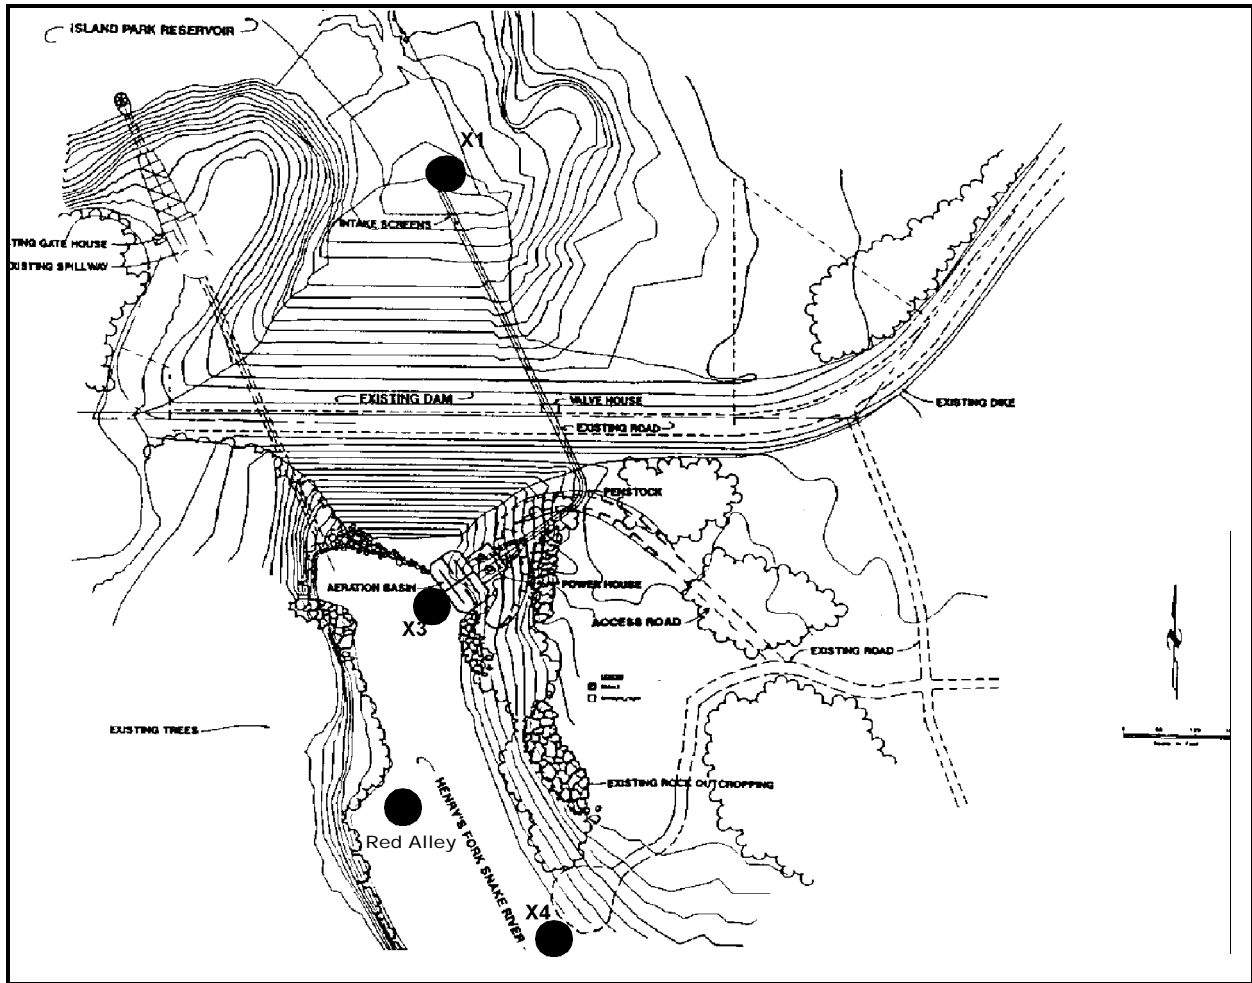 ISLAND PARK RESERVOIR
X1
INTAKE SCREENS
TING GATE HOUSE
XISTING SPILLWAY
EXISTING DAM
VALVE HOUSE
EXISTING DIKE
EXISTING ROAD
PENSTOCK
AERATION BASIN
POWER HOUSE
X3
ACCESS ROAD
EXISTING ROAD
EXISTING TREES
EXISTING ROCK OUTCROPPING
HENRY'S FORK SNAKE RIVER
Red Alley
X4